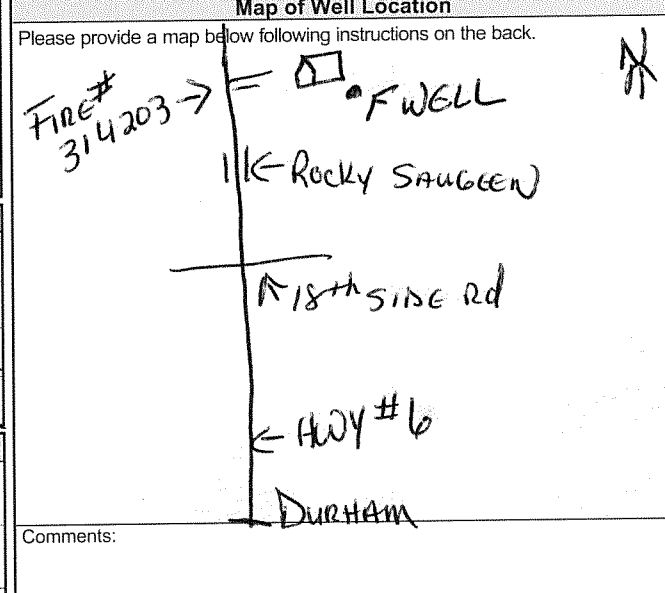 Map of Well Location
Please provide a map below following instructions on the back.
FIRE#
314203
WELL
ROCKY SAUGEEN
18th SIDE Rd
HWY #6
DURHAM
Comments:
N